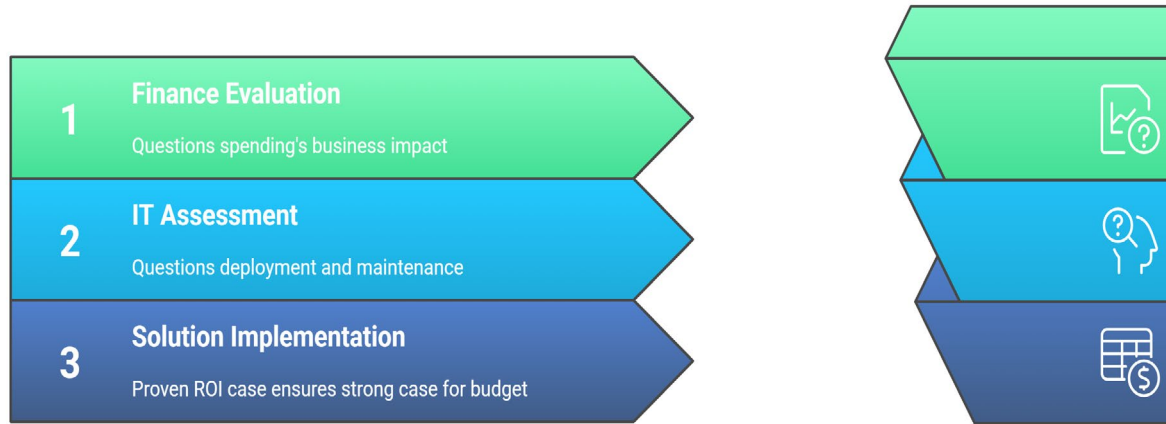 1
Finance Evaluation
Questions spending's business impact
2
IT Assessment
Questions deployment and maintenance
3
Solution Implementation
Proven ROI case ensures strong case for budget
?
?
$